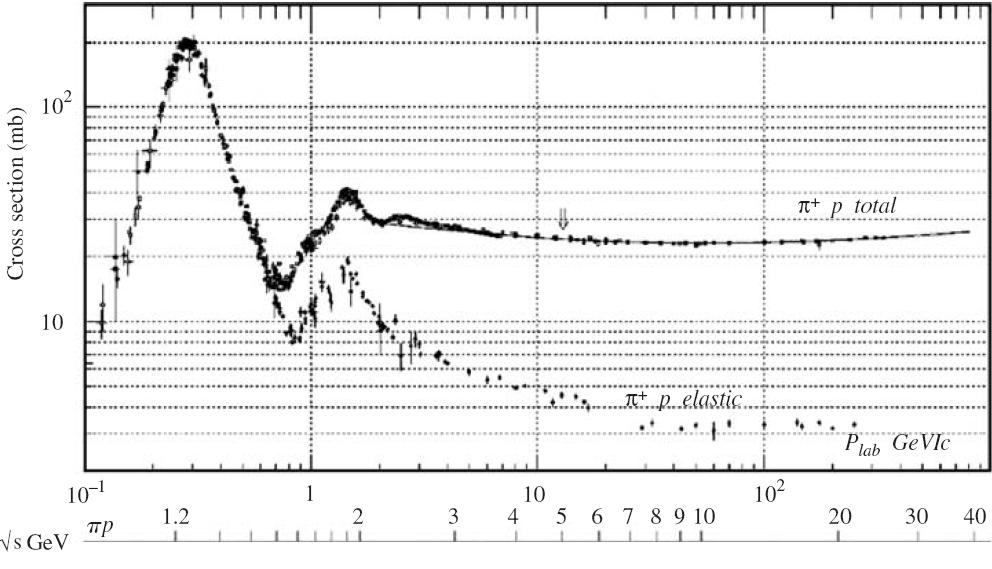 Cross section (mb)
10²
10
π⁺ p total
π⁺ p elastic
P_lab GeVIc
10⁻¹ 1 10 10²
πp 1.2 2 3 4 5 6 7 8 9 10 20 30 40
√s GeV